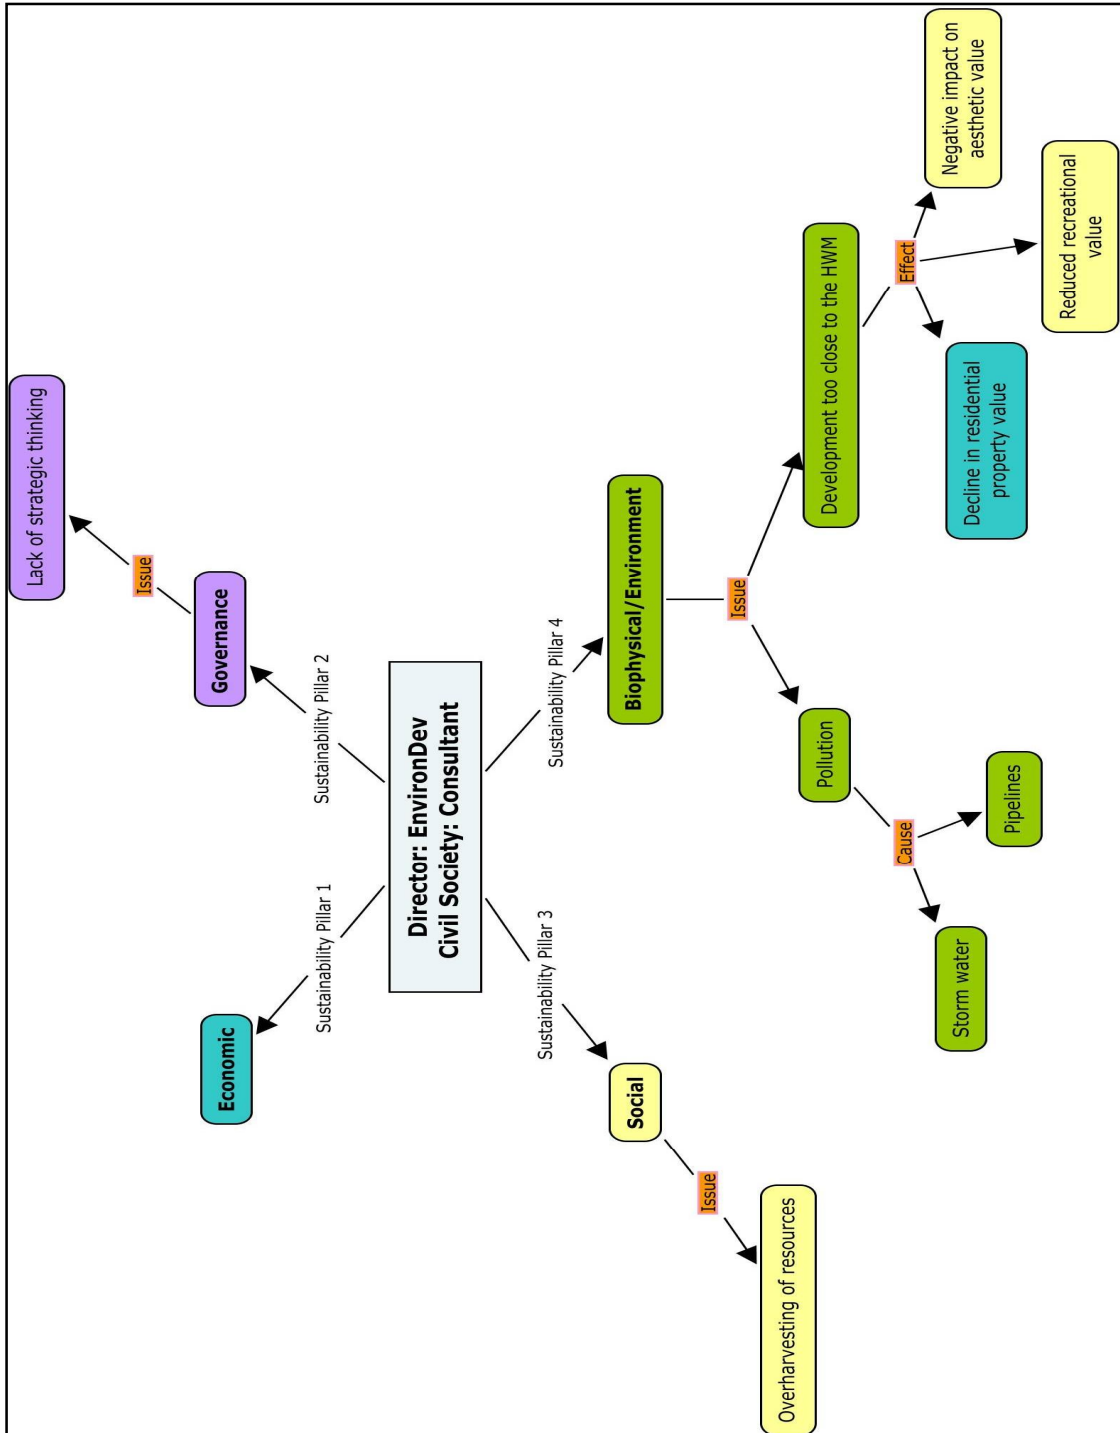 Lack of strategic thinking
Issue
Governance
Economic
Sustainability Pillar 1
Sustainability Pillar 2
Director: EnvironDev
Civil Society: Consultant
Sustainability Pillar 3
Sustainability Pillar 4
Social
Biophysical/Environment
Issue
Issue
Overharvesting of resources
Pollution
Development too close to the HWM
Cause
Effect
Storm water
Pipelines
Decline in residential
property value
Negative impact on
aesthetic value
Reduced recreational
value